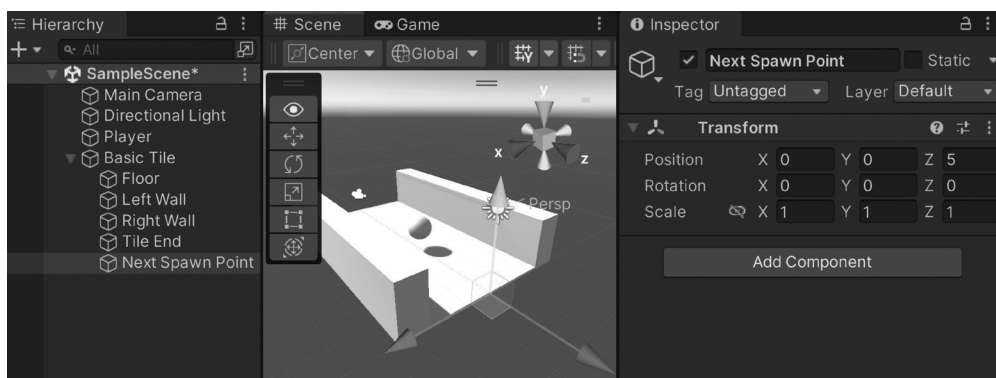 Hierarchy
All
SampleScene*
Main Camera
Directional Light
Player
Basic Tile
Floor
Left Wall
Right Wall
Tile End
Next Spawn Point
Scene Game
Center Global
y
x
z
Persp
Inspector
Next Spawn Point Static
Tag Untagged Layer Default
Transform
Position X 0 Y 0 Z 5
Rotation X 0 Y 0 Z 0
Scale X 1 Y 1 Z 1
Add Component